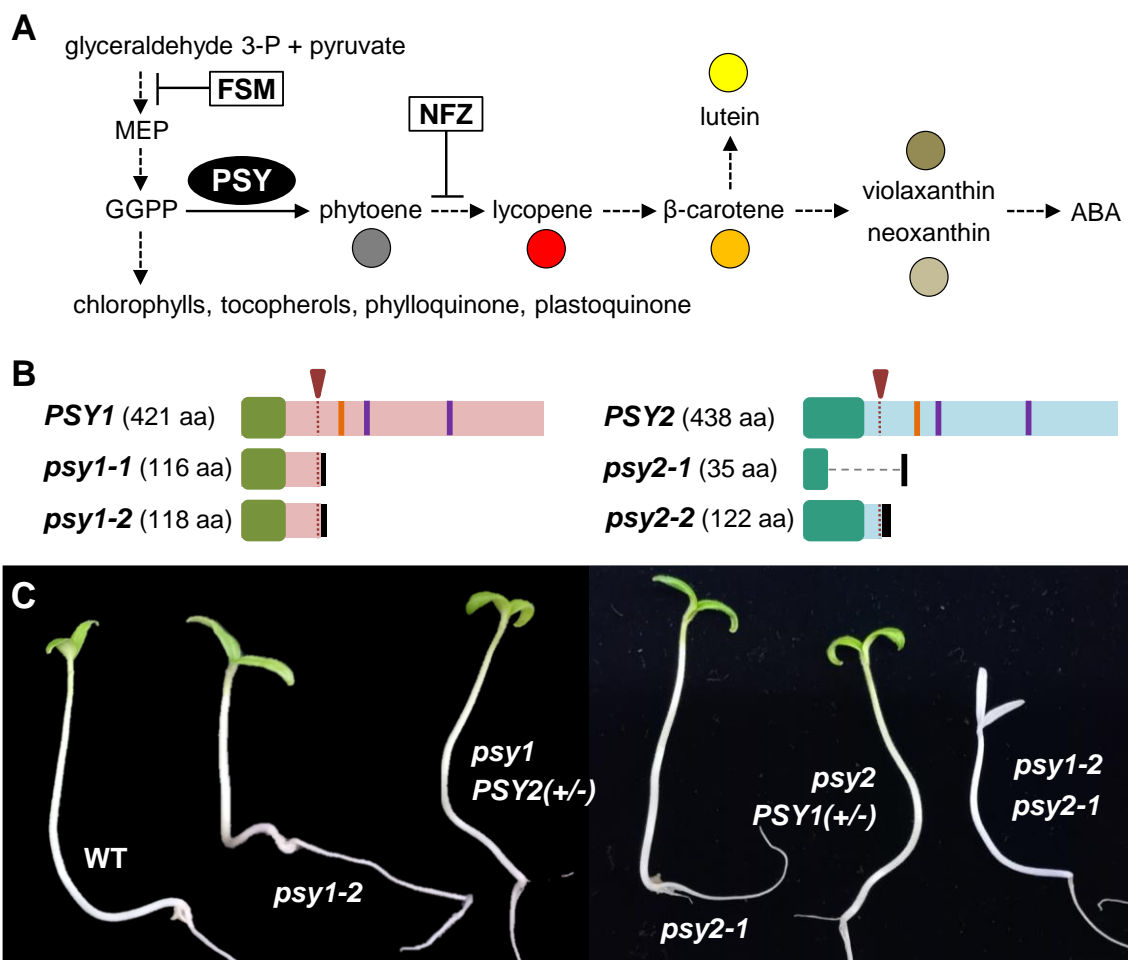 A
glyceraldehyde 3-P + pyruvate
FSM
NFZ
MEP
lutein
PSY
violaxanthin
GGPP
phytoene
lycopene
β-carotene
ABA
neoxanthin
chlorophylls, tocopherols, phylloquinone, plastoquinone
B
PSY1 (421 aa)
psy1-1 (116 aa)
psy1-2 (118 aa)
PSY2 (438 aa)
psy2-1 (35 aa)
psy2-2 (122 aa)
C
WT
psy1-2
psy1
PSY2(+/-)
psy2-1
psy2
PSY1(+/-)
psy1-2
psy2-1